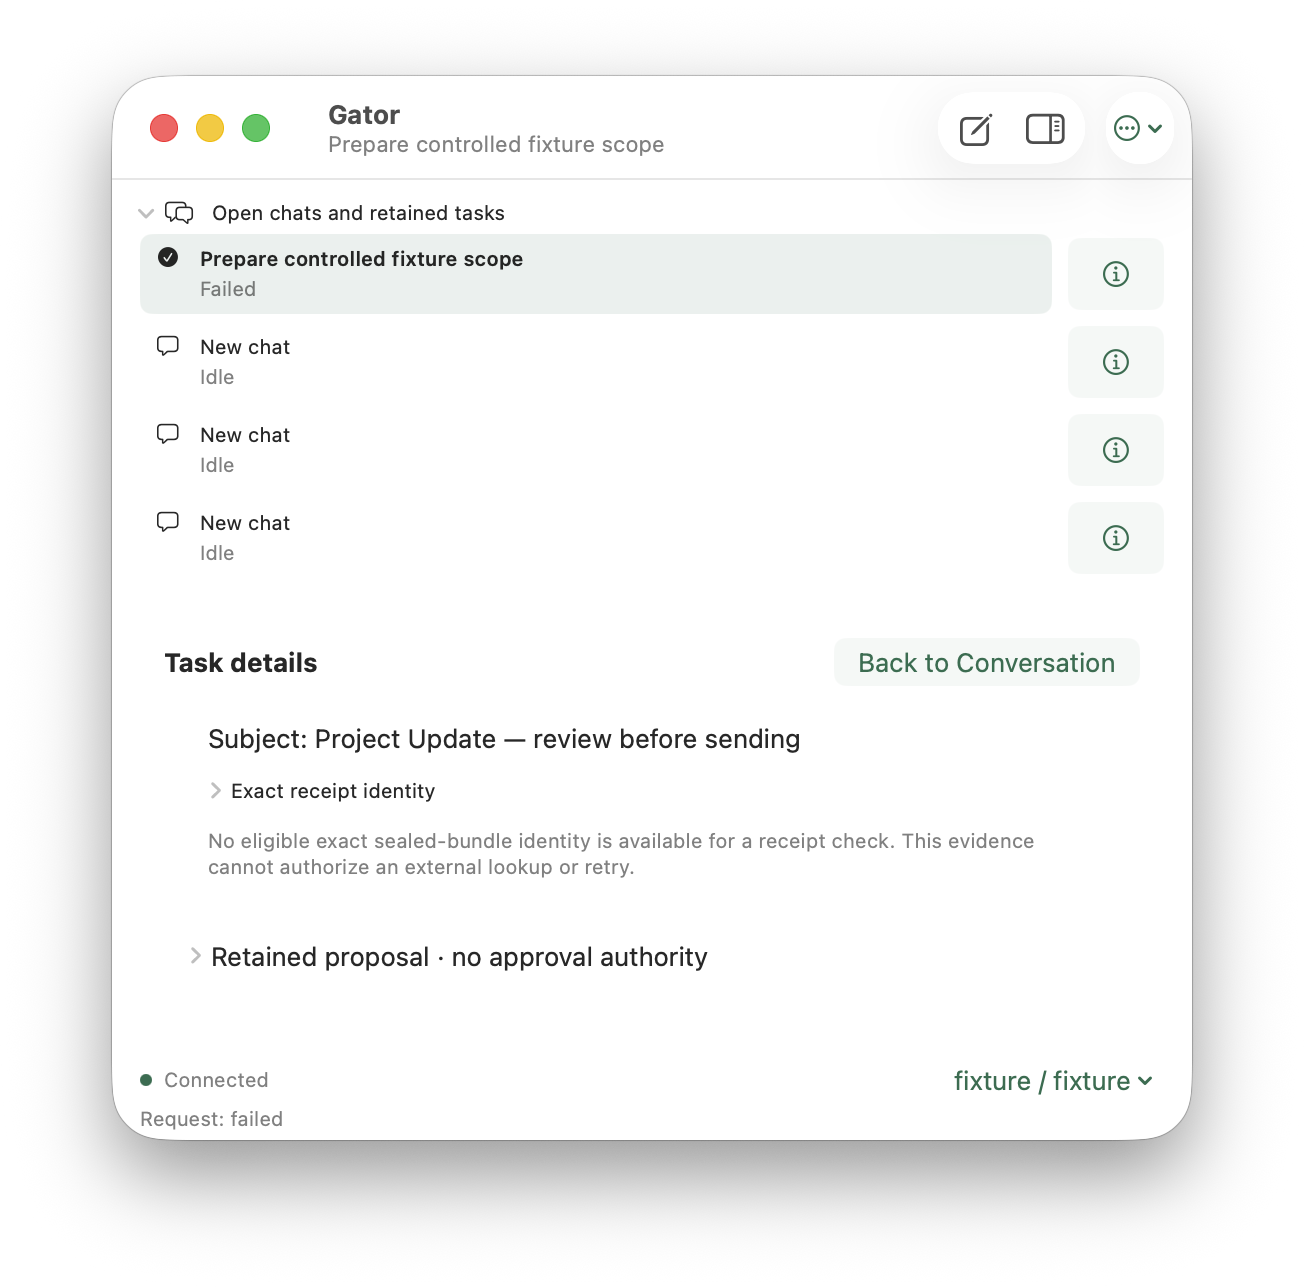 Gator
Prepare controlled fixture scope
Open chats and retained tasks
Prepare controlled fixture scope
Failed
New chat
Idle
New chat
Idle
New chat
Idle
Task details
Back to Conversation
Subject: Project Update — review before sending
Exact receipt identity
No eligible exact sealed-bundle identity is available for a receipt check. This evidence
cannot authorize an external lookup or retry.
Retained proposal · no approval authority
Connected
fixture / fixture
Request: failed